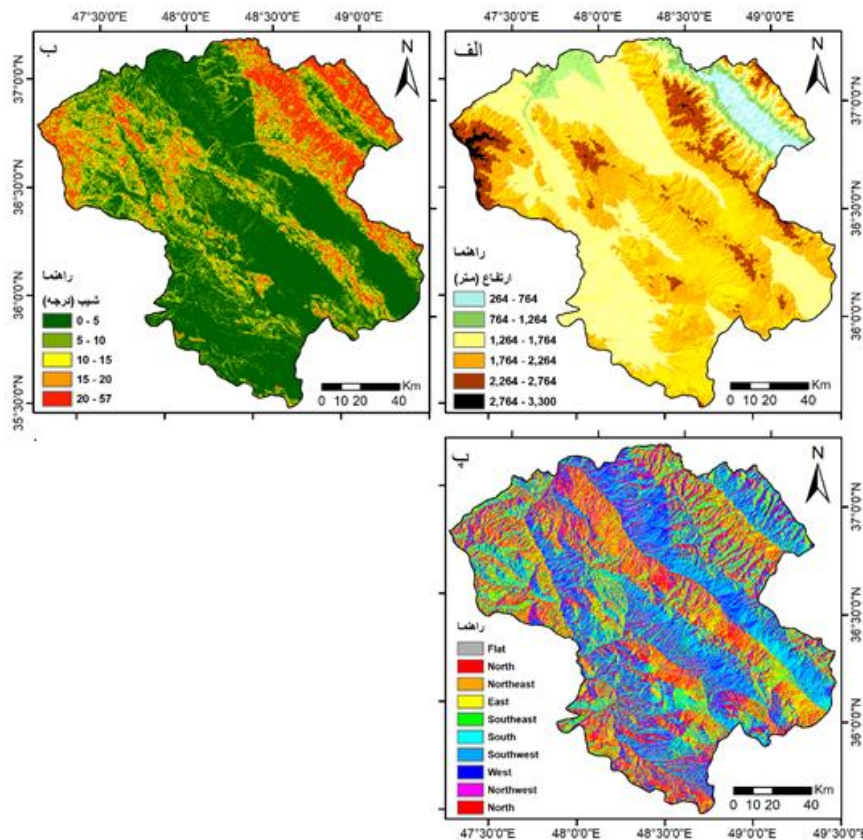 ب
47°30'0"E 48°0'0"E 48°30'0"E 49°0'0"E
N
37°0'0"N
36°30'0"N
36°0'0"N
35°30'0"N
راهنما
شیب (درجه)
0 - 5
5 - 10
10 - 15
15 - 20
20 - 57
Km
0 10 20 40
الف
47°30'0"E 48°0'0"E 48°30'0"E 49°0'0"E
N
37°0'0"N
36°30'0"N
36°0'0"N
راهنما
ارتفاع (متر)
264 - 764
764 - 1,264
1,264 - 1,764
1,764 - 2,264
2,264 - 2,764
2,764 - 3,300
Km
0 10 20 40
N
37°0'0"N
36°30'0"N
36°0'0"N
راهنما
Flat
North
Northeast
East
Southeast
South
Southwest
West
Northwest
North
Km
0 10 20 40
47°30'0"E 48°0'0"E 48°30'0"E 49°0'0"E